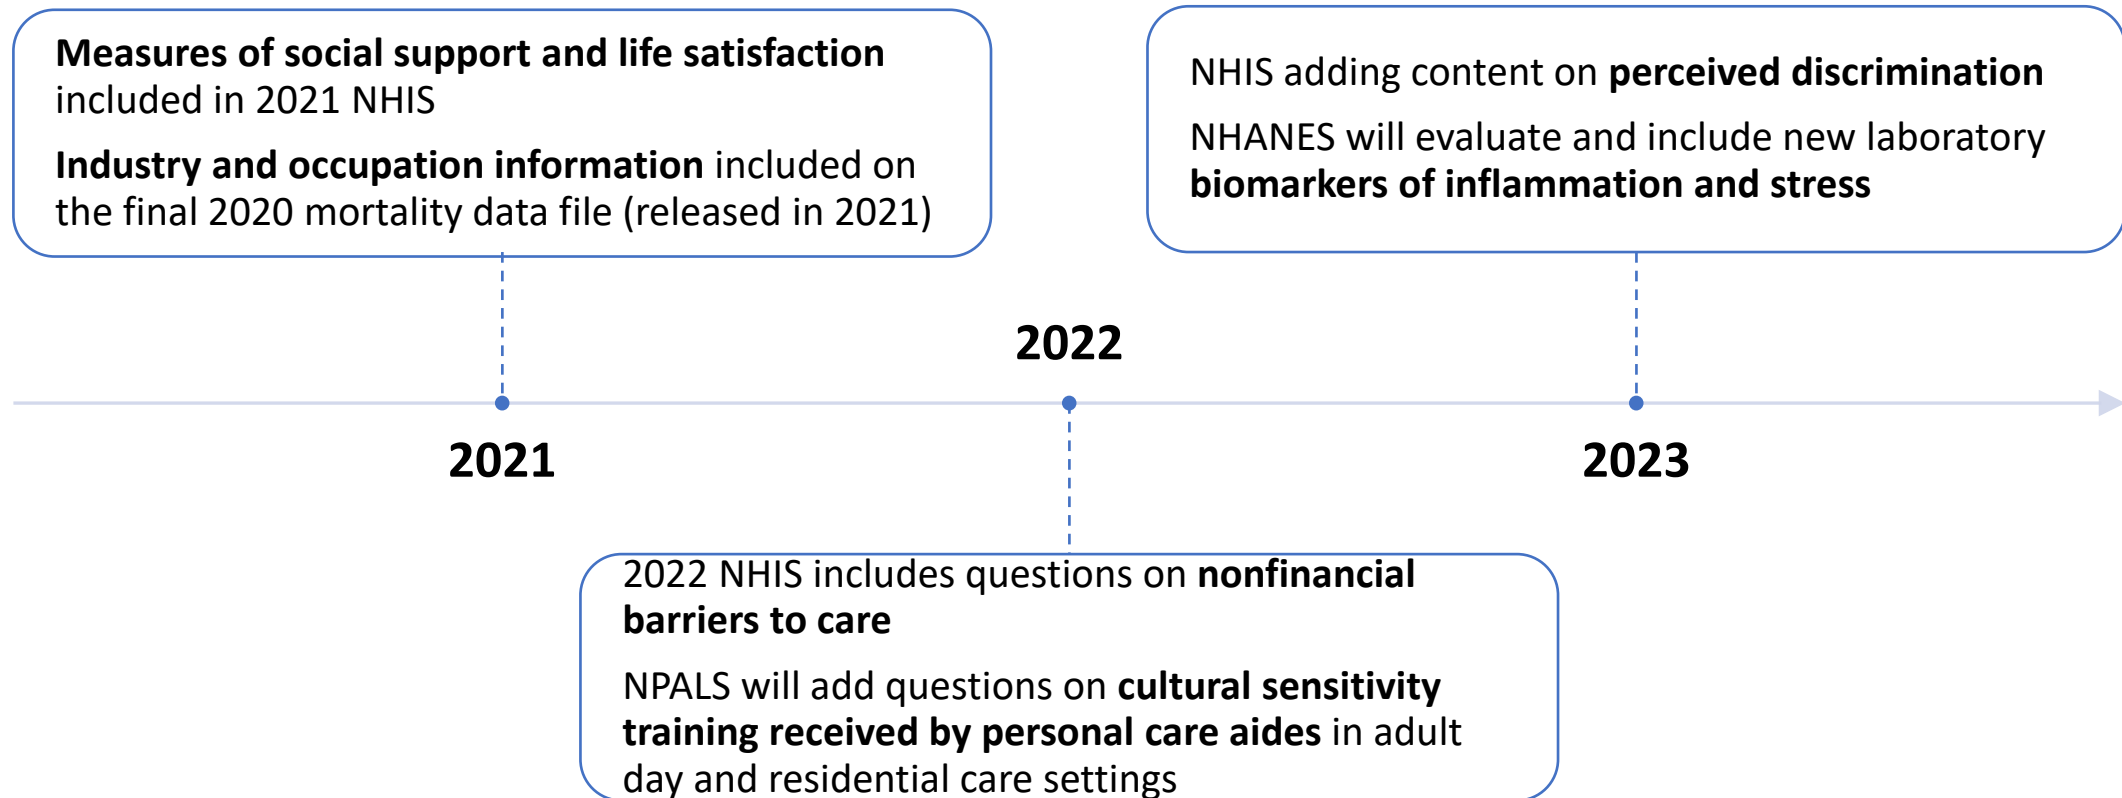 Measures of social support and life satisfaction
included in 2021 NHIS
Industry and occupation information included on
the final 2020 mortality data file (released in 2021)
2021
2022
2022 NHIS includes questions on nonfinancial
barriers to care
NPALS will add questions on cultural sensitivity
training received by personal care aides in adult
day and residential care settings
NHIS adding content on perceived discrimination
NHANES will evaluate and include new laboratory
biomarkers of inflammation and stress
2023